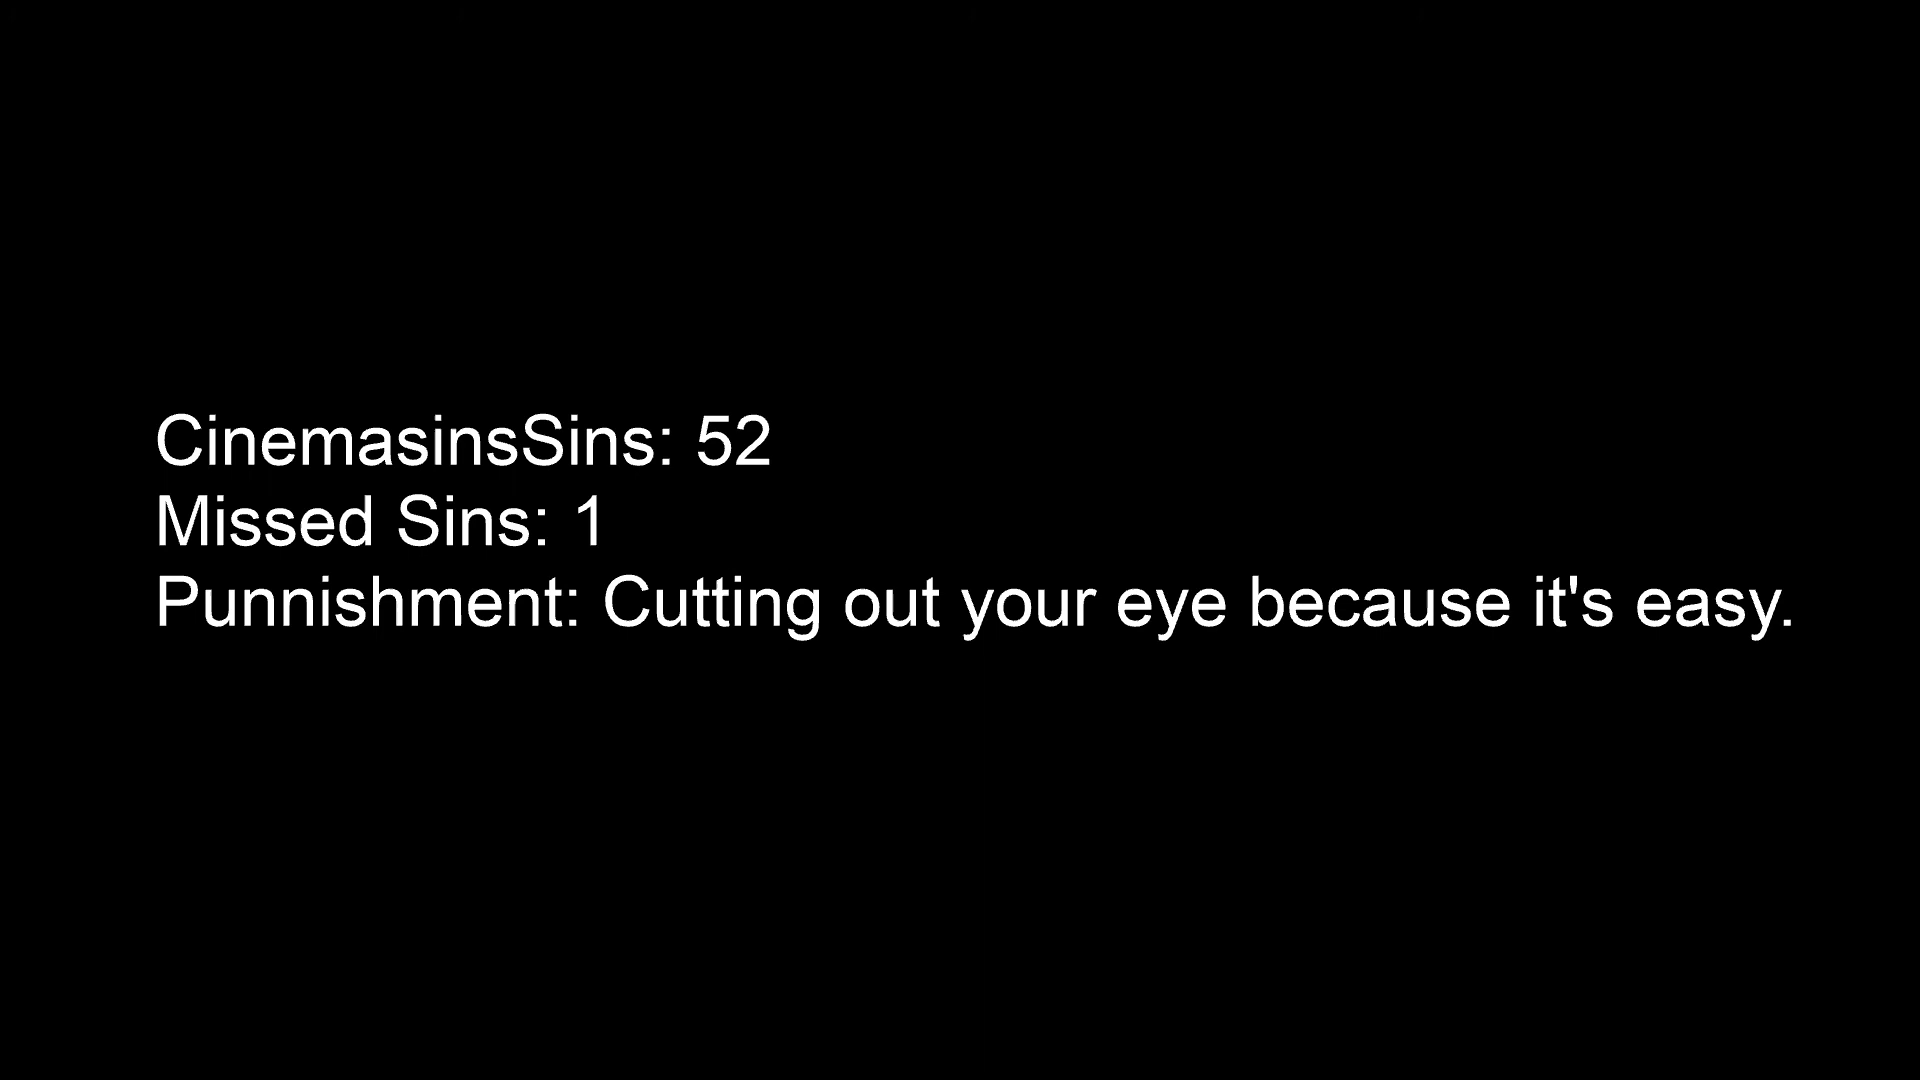 CinemasinsSins: 52
Missed Sins: 1
Punnishment: Cutting out your eye because it's easy.